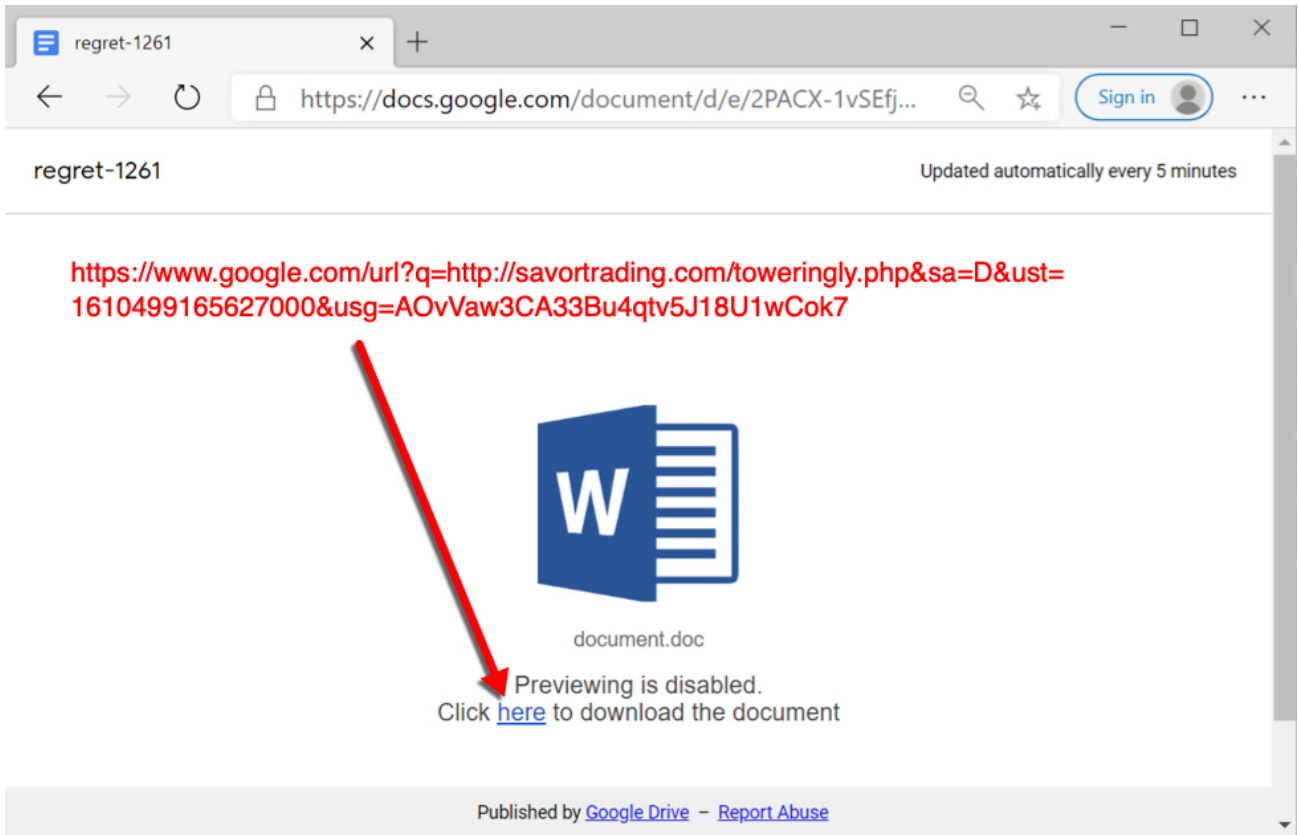 regret-1261
https://docs.google.com/document/d/e/2PACX-1vSEfj...
Sign in
regret-1261
Updated automatically every 5 minutes
https://www.google.com/url?q=http://savortrading.com/toweringly.php&sa=D&ust=
1610499165627000&usg=AOvVaw3CA33Bu4qtv5J18U1wCok7
W
document.doc
Previewing is disabled.
Click here to download the document
Published by Google Drive – Report Abuse